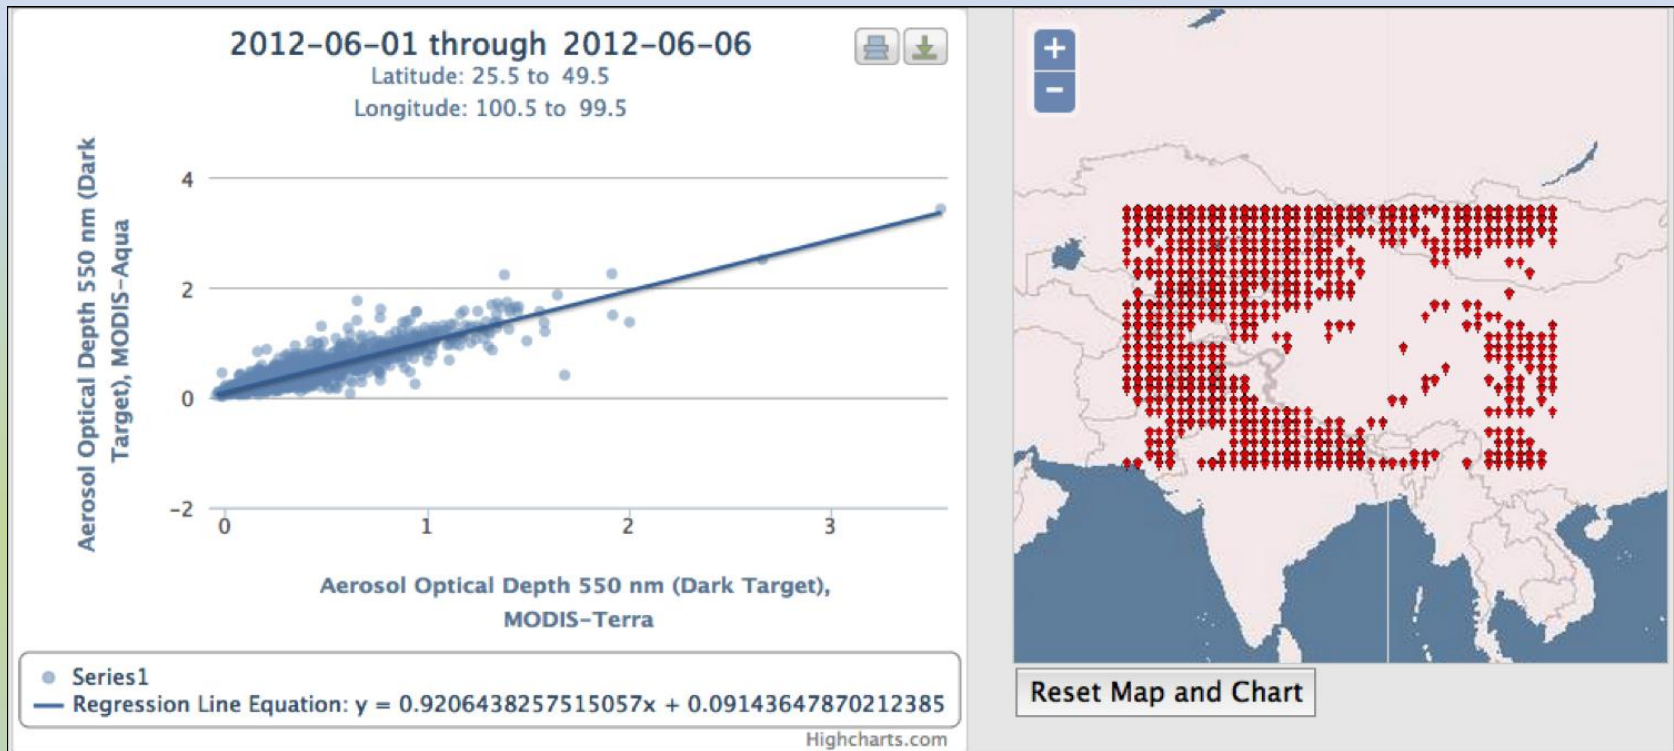 2012-06-01 through 2012-06-06
Latitude: 25.5 to 49.5
Longitude: 100.5 to 99.5
Aerosol Optical Depth 550 nm (Dark
Target), MODIS-Aqua
4
2
0
-2
0
1
2
3
Aerosol Optical Depth 550 nm (Dark Target),
MODIS-Terra
Series1
Regression Line Equation: y = 0.9206438257515057x + 0.09143647870212385
Highcharts.com
+
−
Reset Map and Chart